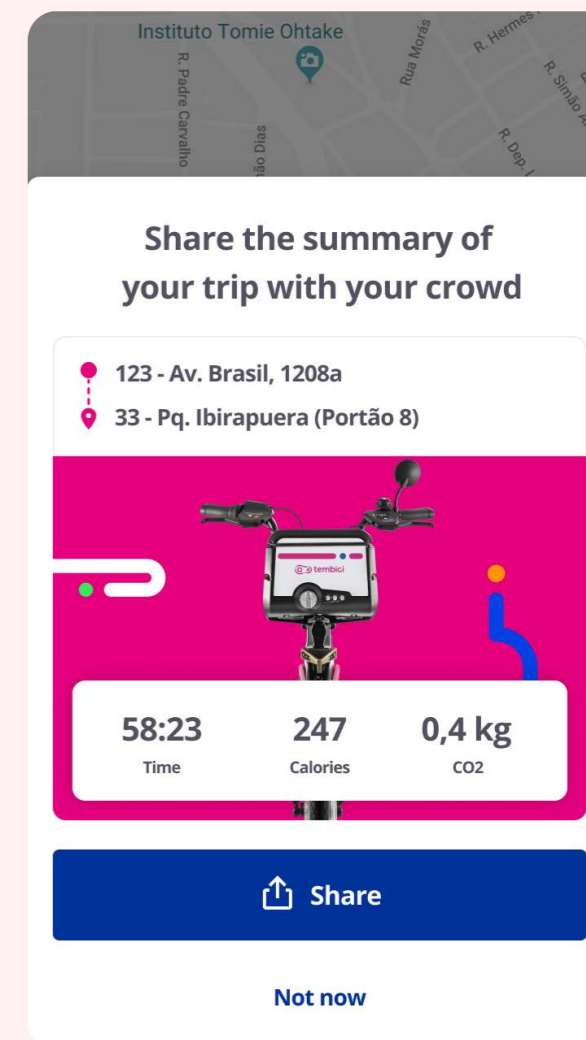 Instituto Tomie Ohtake
R. Padre Carvalho
Rua Morás
R. Hermes
R. Simão A
ão Dias
R. Dep.
Share the summary of
your trip with your crowd
123 - Av. Brasil, 1208a
33 - Pq. Ibirapuera (Portão 8)
tembici
58:23 247 0,4 kg
Time Calories CO2
Share
Not now